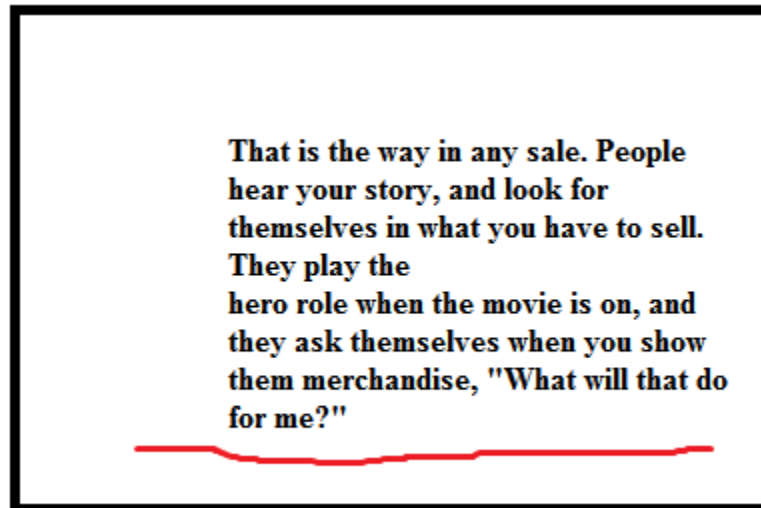 That is the way in any sale. People
hear your story, and look for
themselves in what you have to sell.
They play the
hero role when the movie is on, and
they ask themselves when you show
them merchandise, "What will that do
for me?"